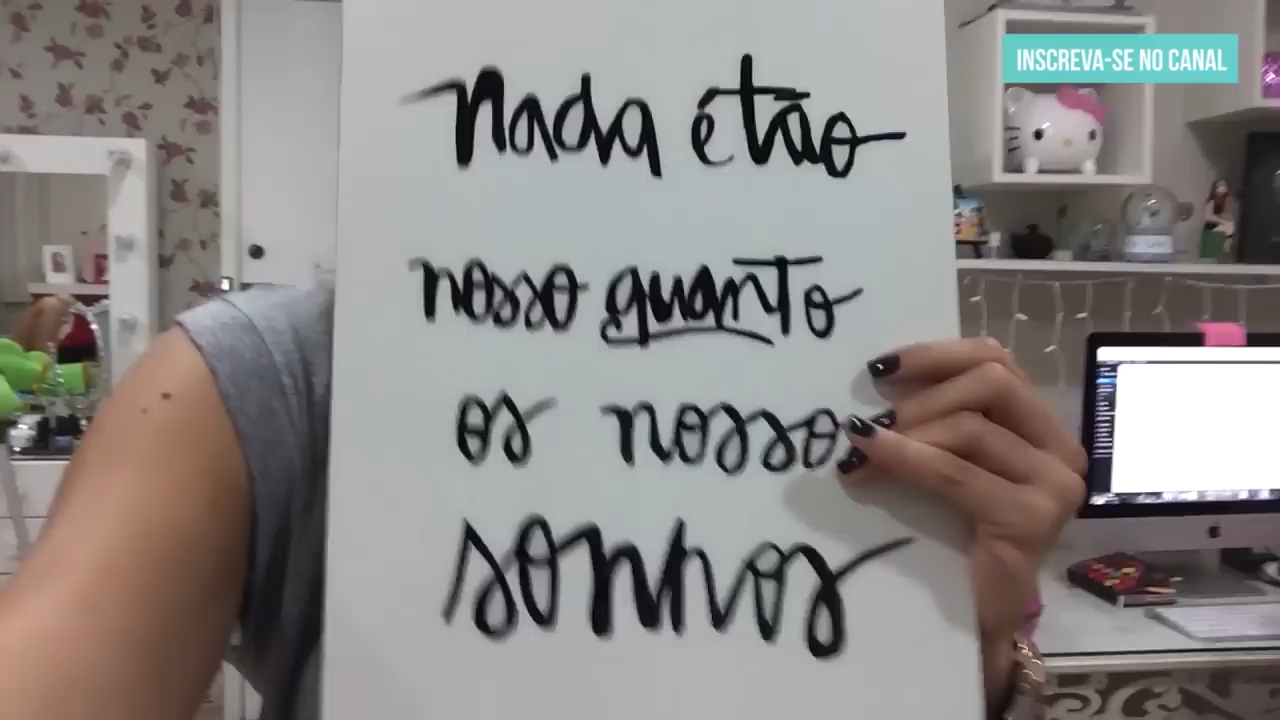 INSCREVA-SE NO CANAL
Nada é tão
nosso quanto
os nossos
sonhos